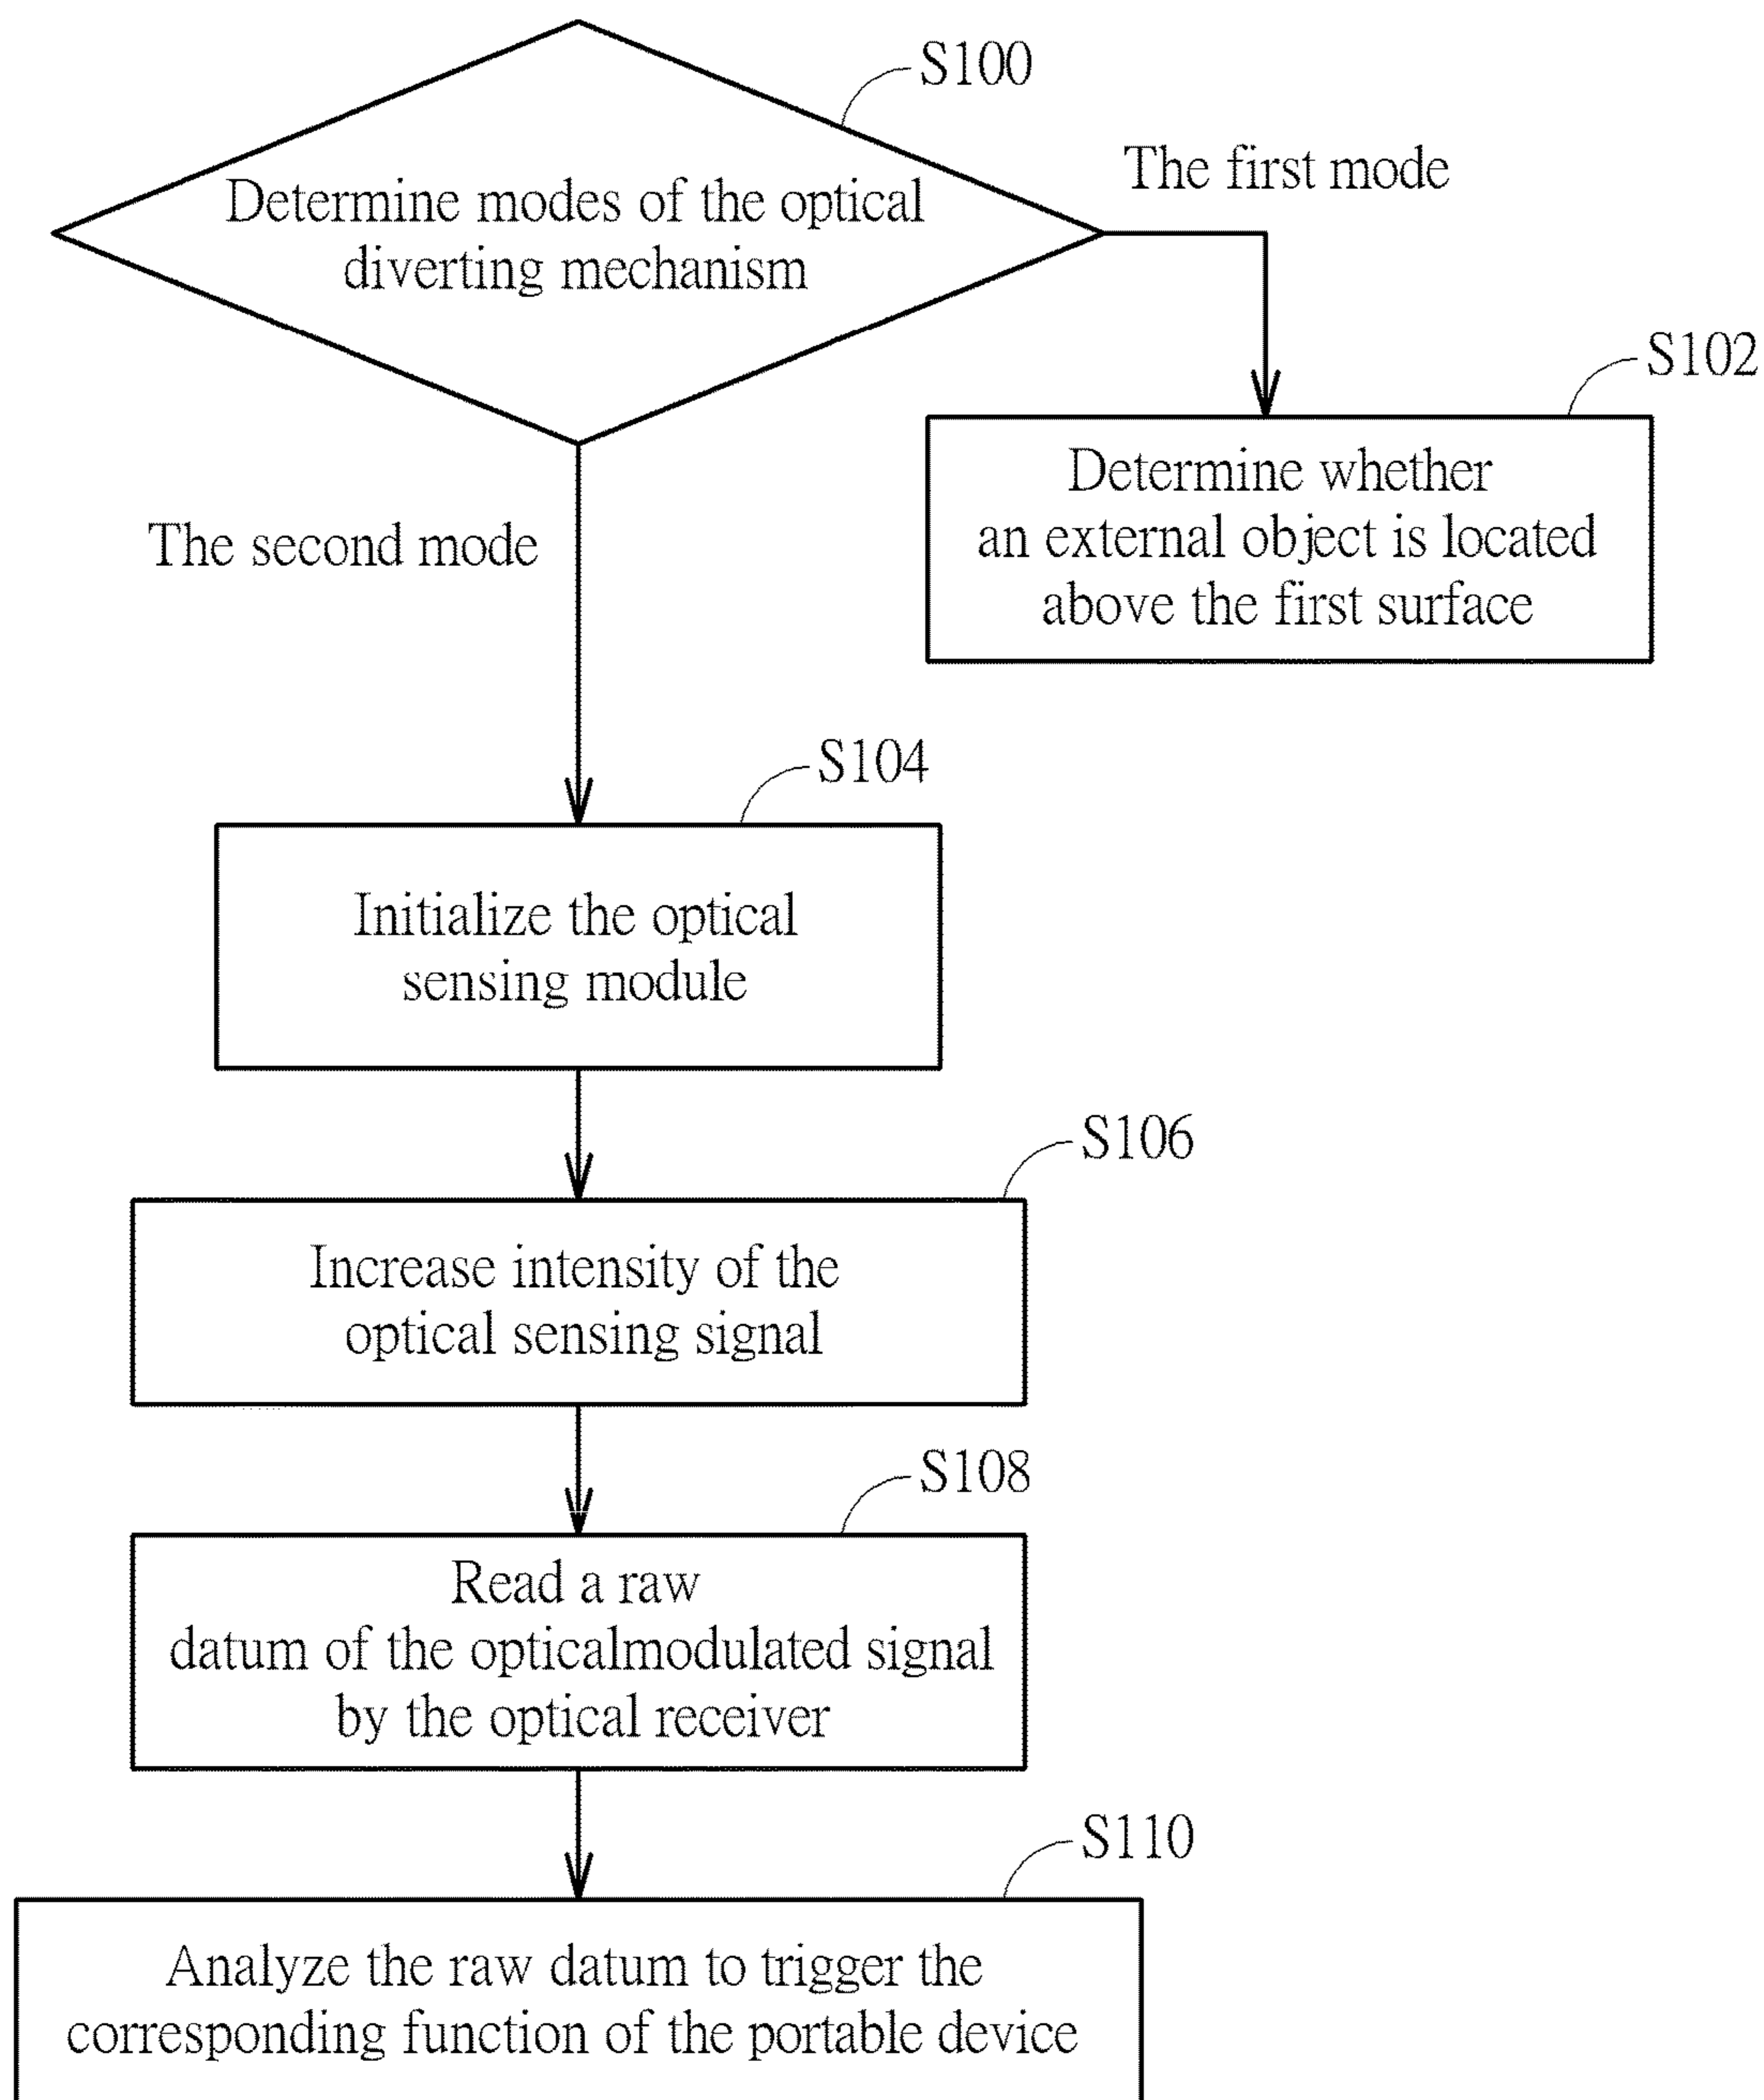 S100
Determine modes of the optical
diverting mechanism
The first mode
S102
Determine whether
an external object is located
above the first surface
The second mode
S104
Initialize the optical
sensing module
S106
Increase intensity of the
optical sensing signal
S108
Read a raw
datum of the opticalmodulated signal
by the optical receiver
S110
Analyze the raw datum to trigger the
corresponding function of the portable device